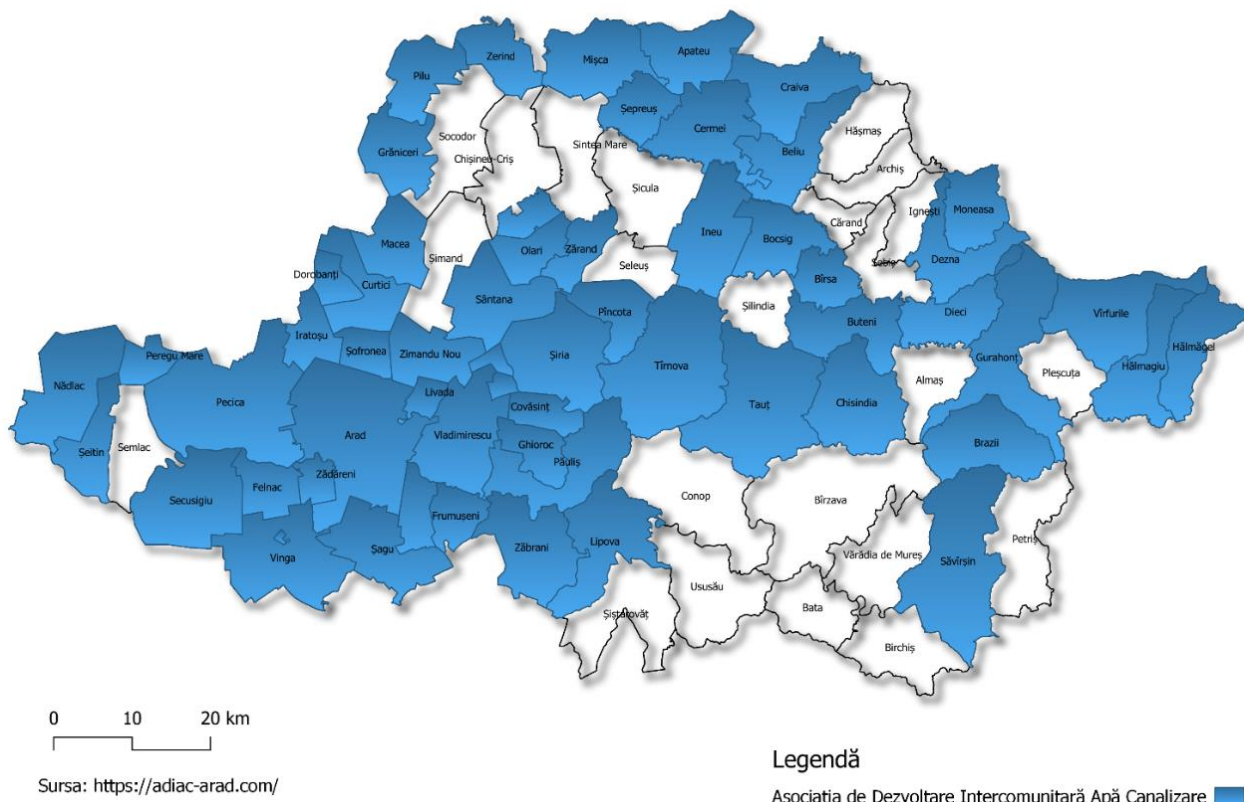 Zerind
Mișca
Apateu
Pilu
Craiva
Șepreuș
Cermei
Hășmaș
Socodor
Sintea Mare
Grăniceri
Chișineu-Criș
Beliu
Archiș
Șicula
Ignești
Moneasa
Cărand
Ineu
Bocsig
Macea
Olari
Zărand
Șimand
Seleuș
Dezna
Sebiș
Dorobanți
Curtici
Bîrsa
Sântana
Șilindia
Pîncota
Dieci
Vîrfurile
Buteni
Iratoșu
Șofronea
Zimandu Nou
Șiria
Hălmăgel
Peregu Mare
Gurahonț
Hălmagiu
Tîrnova
Pleșcuța
Nădlac
Almaș
Livada
Pecica
Covăsinț
Tauț
Chisindia
Arad
Vladimirescu
Ghioroc
Brazii
Semlac
Șeitin
Păuliș
Zădăreni
Felnac
Conop
Secusigiu
Bîrzava
Frumușeni
Petriș
Zăbrani
Lipova
Șagu
Vărădia de Mureș
Vinga
Săvîrșin
Ususău
Bata
Șiștarovăț
Birchiș
0 10 20 km
Sursa: https://adiac-arad.com/
Legendă
Asociația de Dezvoltare Intercomunitară Apă Canalizare